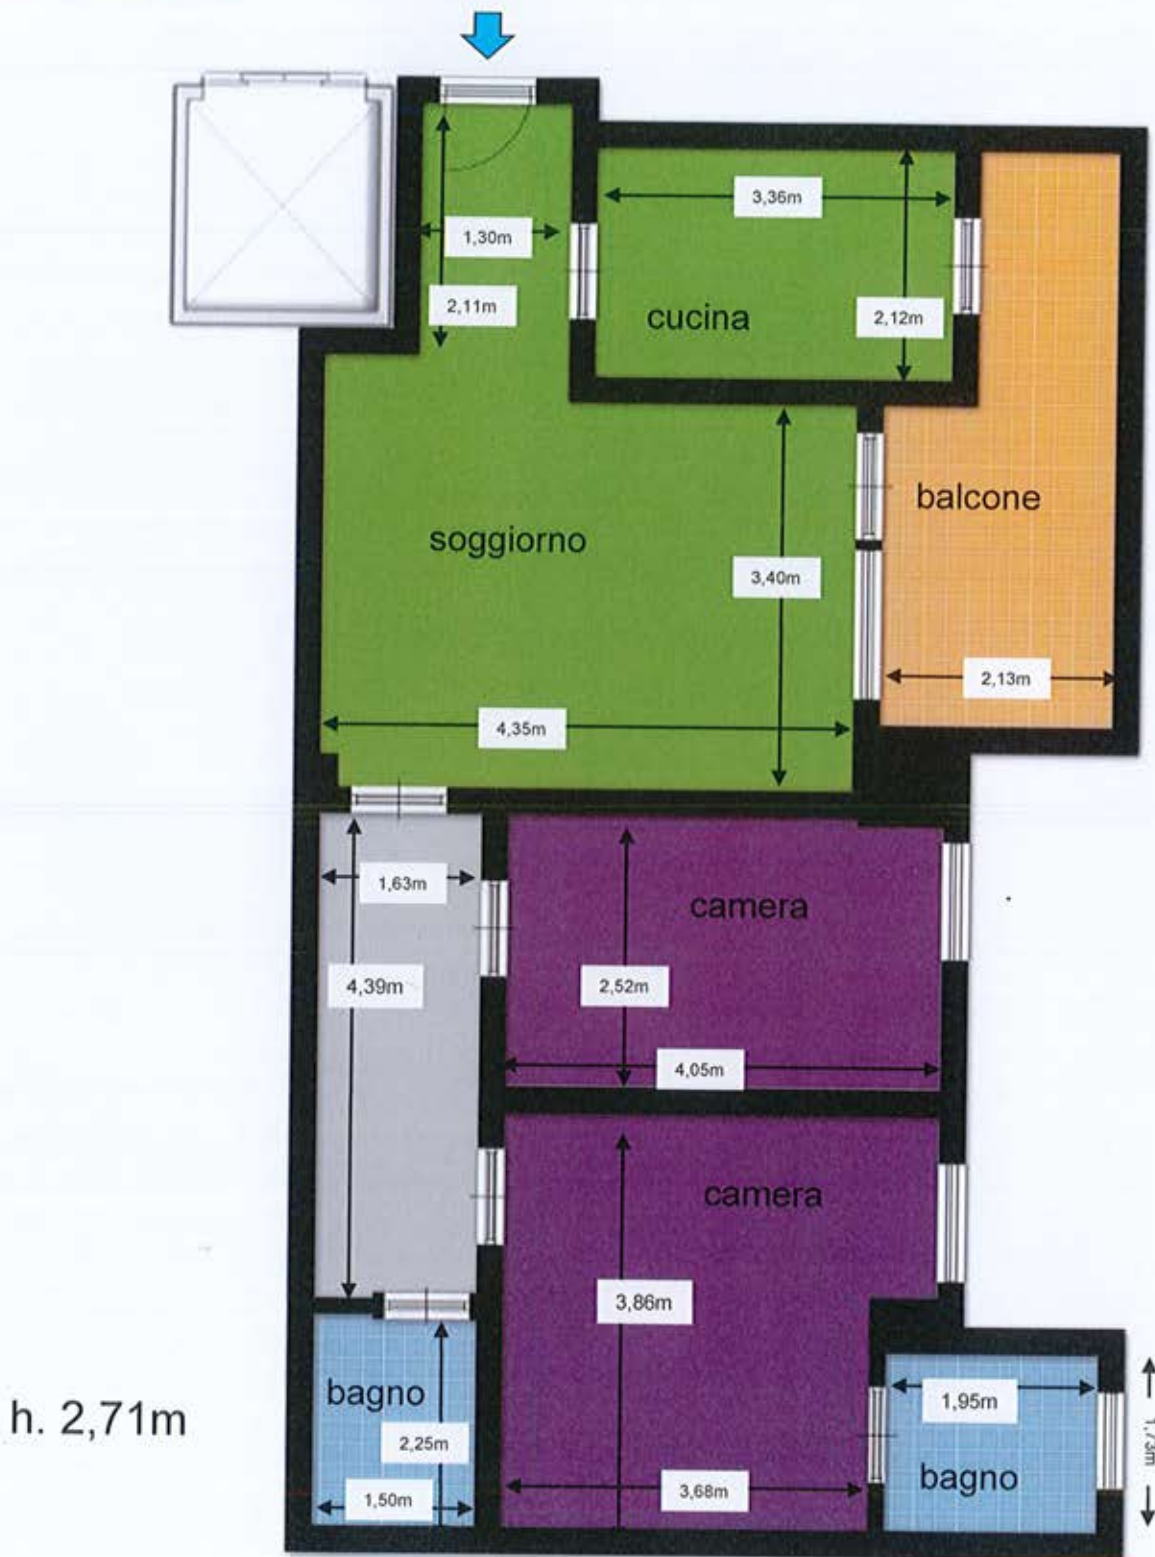 3,36m
1,30m
2,11m
cucina
2,12m
balcone
soggiorno
3,40m
2,13m
4,35m
1,63m
camera
4,39m
2,52m
4,05m
camera
3,86m
bagno
1,95m
h. 2,71m
2,25m
1,73m
bagno
1,50m
3,68m